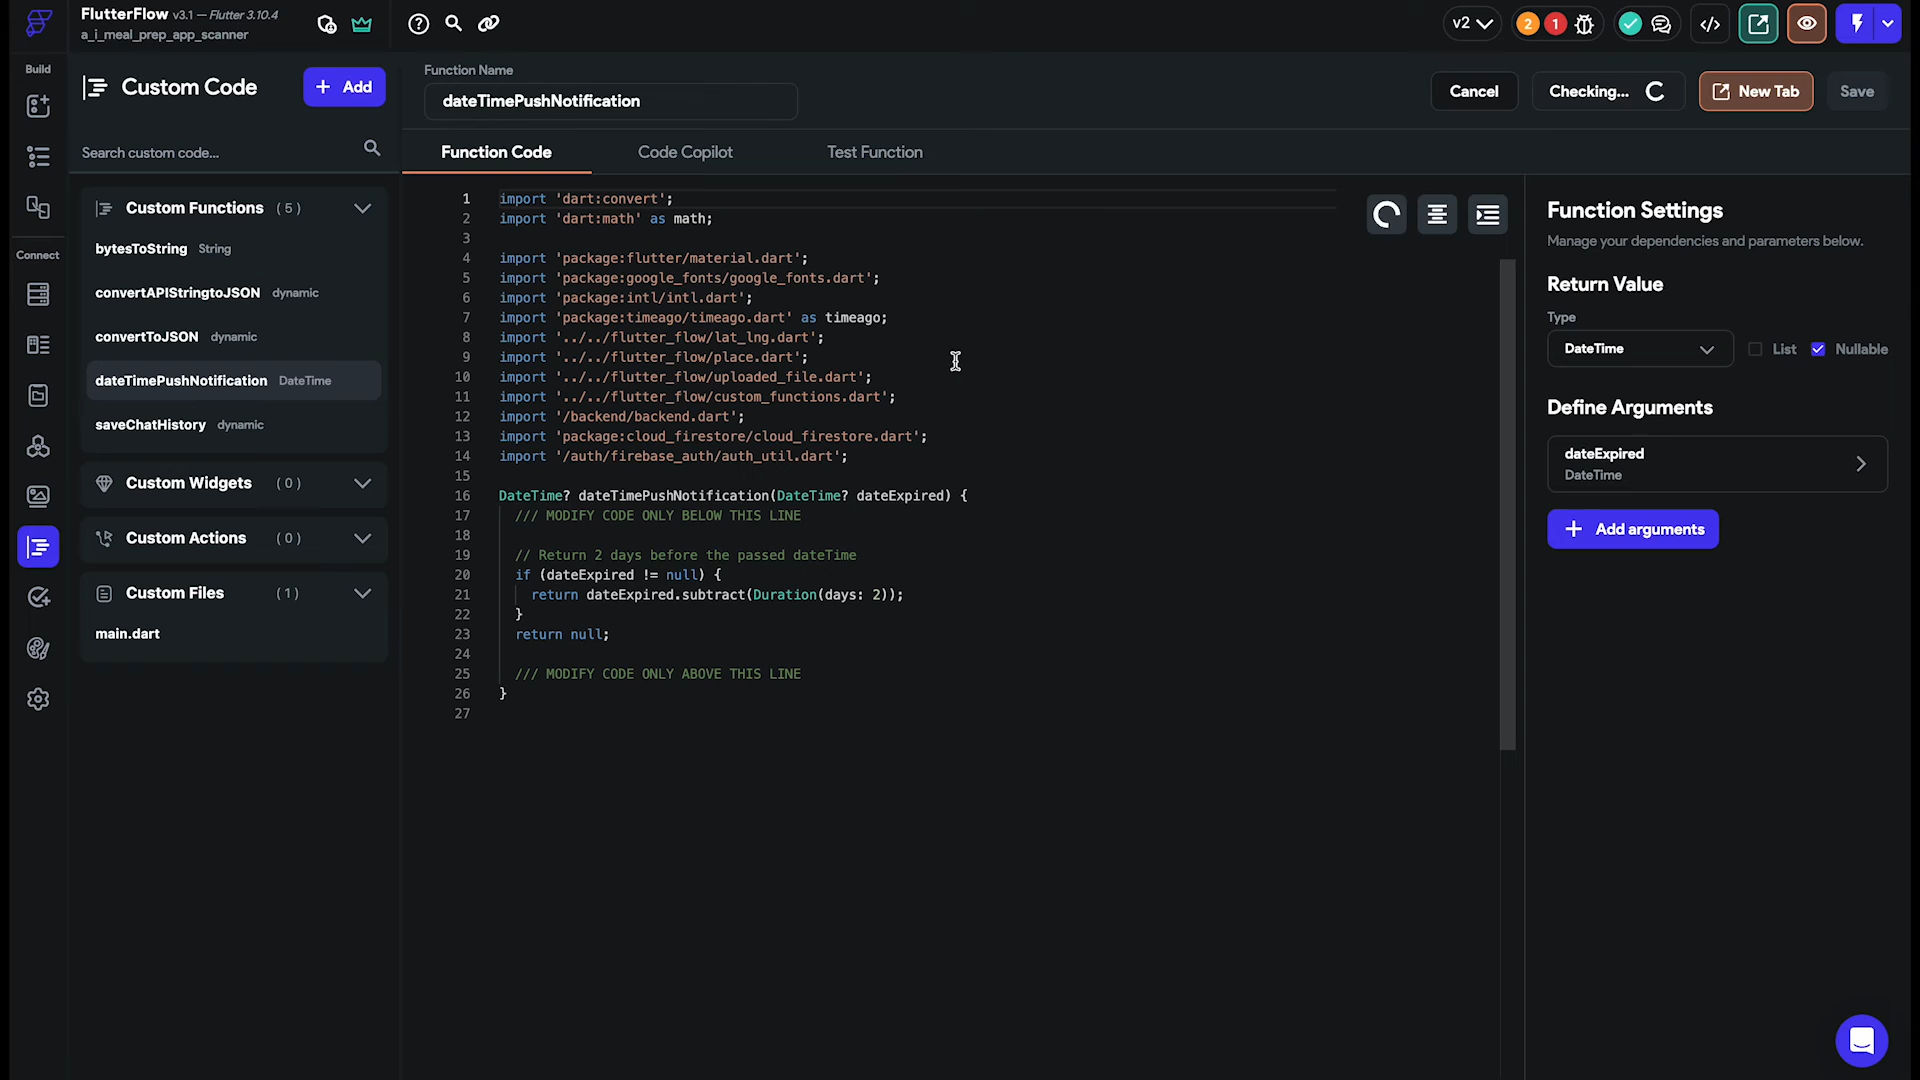 FlutterFlow v3.1 — Flutter 3.10.4
a_i_meal_prep_app_scanner
v2
2
1
Build
Connect
Custom Code
+ Add
Search custom code...
Custom Functions (5)
bytesToString String
convertAPIStringtoJSON dynamic
convertToJSON dynamic
dateTimePushNotification DateTime
saveChatHistory dynamic
Custom Widgets (0)
Custom Actions (0)
Custom Files (1)
main.dart
Function Name
dateTimePushNotification
Cancel
Checking...
New Tab
Save
Function Code
Code Copilot
Test Function
1 import 'dart:convert';
2 import 'dart:math' as math;
3
4 import 'package:flutter/material.dart';
5 import 'package:google_fonts/google_fonts.dart';
6 import 'package:intl/intl.dart';
7 import 'package:timeago/timeago.dart' as timeago;
8 import '../../flutter_flow/lat_lng.dart';
9 import '../../flutter_flow/place.dart';
10 import '../../flutter_flow/uploaded_file.dart';
11 import '../../flutter_flow/custom_functions.dart';
12 import '/backend/backend.dart';
13 import 'package:cloud_firestore/cloud_firestore.dart';
14 import '/auth/firebase_auth/auth_util.dart';
15
16 DateTime? dateTimePushNotification(DateTime? dateExpired) {
17 /// MODIFY CODE ONLY BELOW THIS LINE
18
19 // Return 2 days before the passed dateTime
20 if (dateExpired != null) {
21 return dateExpired.subtract(Duration(days: 2));
22 }
23 return null;
24
25 /// MODIFY CODE ONLY ABOVE THIS LINE
26 }
27
Function Settings
Manage your dependencies and parameters below.
Return Value
Type
DateTime
List
Nullable
Define Arguments
dateExpired
DateTime
+ Add arguments